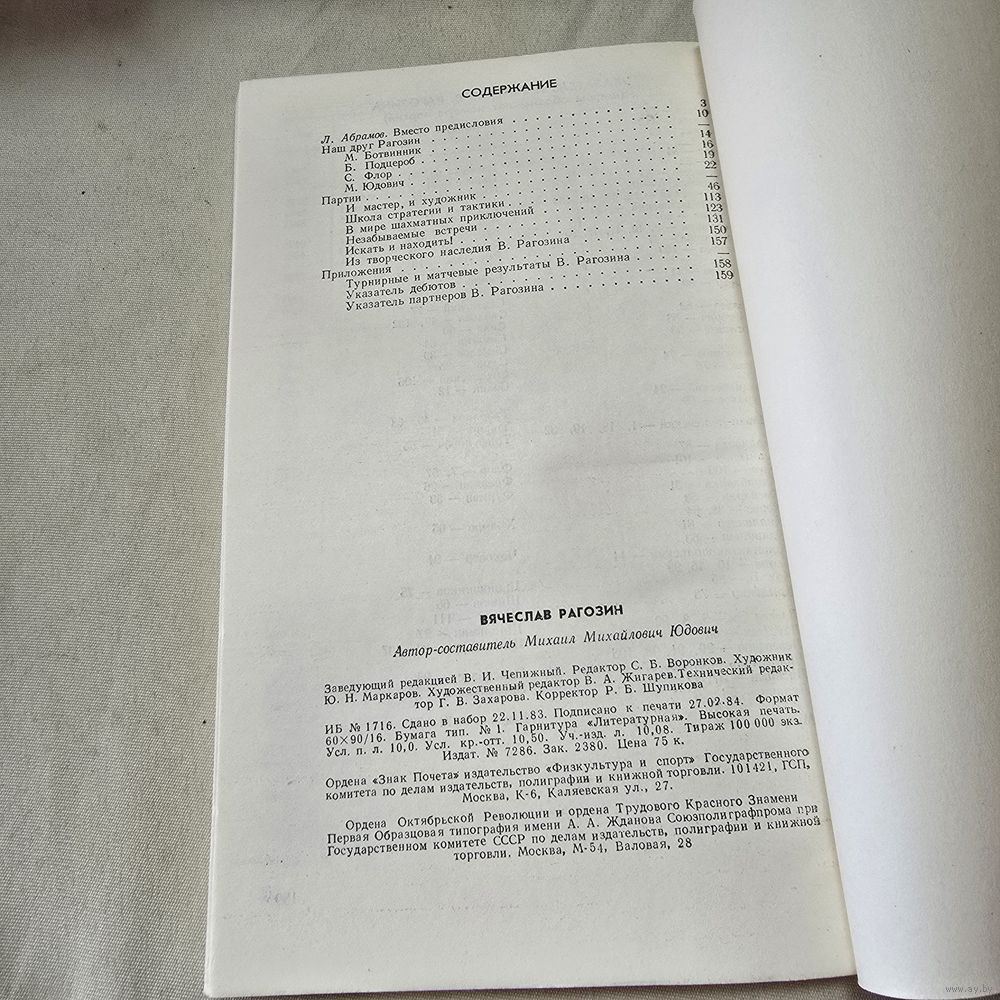 СОДЕРЖАНИЕ
Л. Абрамов. Вместо предисловия . . . . . . . . . . 3
Наш друг Рагозин . . . . . . . . . . 10
М. Ботвинник . . . . . . . . . . —
Б. Подцероб . . . . . . . . . . 14
С. Флор . . . . . . . . . . 16
М. Юдович . . . . . . . . . . 19
Партии . . . . . . . . . . 22
И мастер, и художник . . . . . . . . . . —
Школа стратегии и тактики . . . . . . . . . . 46
В мире шахматных приключений . . . . . . . . . . 113
Незабываемые встречи . . . . . . . . . . 123
Искать и находить! . . . . . . . . . . 131
Из творческого наследия В. Рагозина . . . . . . . . . . 150
Приложения . . . . . . . . . . 157
Турнирные и матчевые результаты В. Рагозина . . . . . —
Указатель дебютов . . . . . . . . . . 158
Указатель партнеров В. Рагозина . . . . . . . . . . 159
ВЯЧЕСЛАВ РАГОЗИН
Автор-составитель Михаил Михайлович Юдович
Заведующий редакцией В. И. Чепижный. Редактор С. Б. Воронков. Художник
Ю. Н. Маркаров. Художественный редактор В. А. Жигарев. Технический редак-
тор Г. В. Захарова. Корректор Р. Б. Шупикова
ИБ № 1716. Сдано в набор 22.11.83. Подписано к печати 27.02.84. Формат
60×90/16. Бумага тип. № 1. Гарнитура «Литературная». Высокая печать.
Усл. п. л. 10,0. Усл. кр.-отт. 10,50. Уч.-изд. л. 10,08. Тираж 100 000 экз.
Издат. № 7286. Зак. 2380. Цена 75 к.
Ордена «Знак Почета» издательство «Физкультура и спорт» Государственного
комитета по делам издательств, полиграфии и книжной торговли. 101421, ГСП,
Москва, К-6, Каляевская ул., 27.
Ордена Октябрьской Революции и ордена Трудового Красного Знамени
Первая Образцовая типография имени А. А. Жданова Союзполиграфпрома при
Государственном комитете СССР по делам издательств, полиграфии и книжной
торговли. Москва, М-54, Валовая, 28
www.ay.by